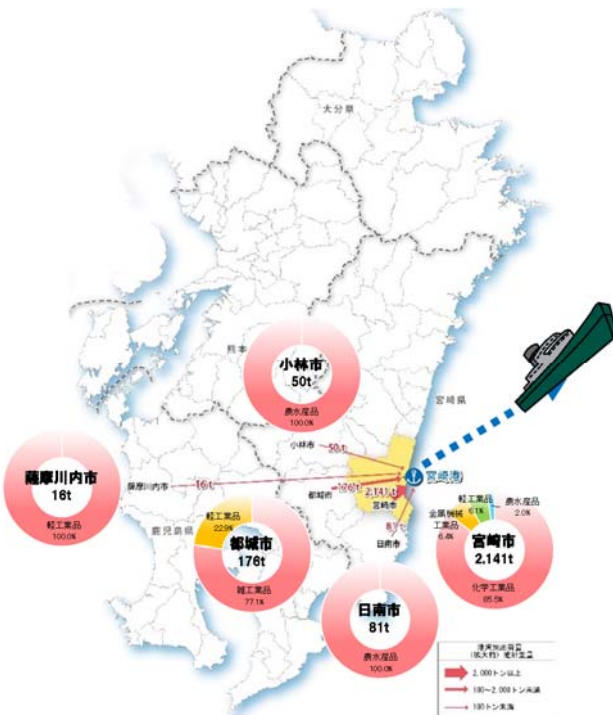 大分県
熊本
小林市
50t
農水産品
100.0%
宮崎県
小林市
50t
薩摩川内市
16t
軽工業品
100.0%
薩摩川内市
16t
都城市
176t
2,141t
宮崎市
宮崎港
81t
日南市
鹿児島県
軽工業品
22.9%
都城市
176t
雑工業品
77.1%
金属機械
工業品
6.4%
軽工業品
6.1%
農水産品
2.0%
宮崎市
2,141t
化学工業品
85.5%
日南市
81t
農水産品
100.0%
2,000トン以上
100～2,000トン未満
100トン未満